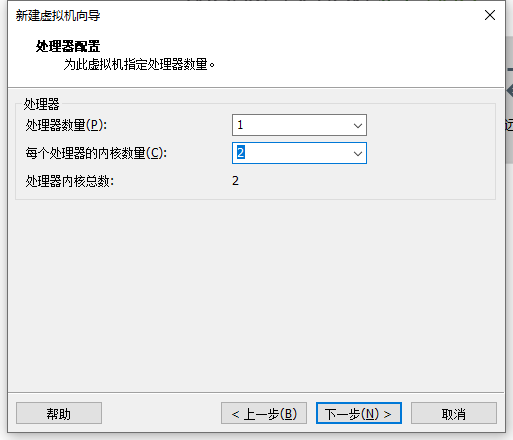 新建虚拟机向导
处理器配置
为此虚拟机指定处理器数量。
处理器
处理器数量(P): 1
每个处理器的内核数量(C): 2
处理器内核总数: 2
帮助 < 上一步(B) 下一步(N) > 取消